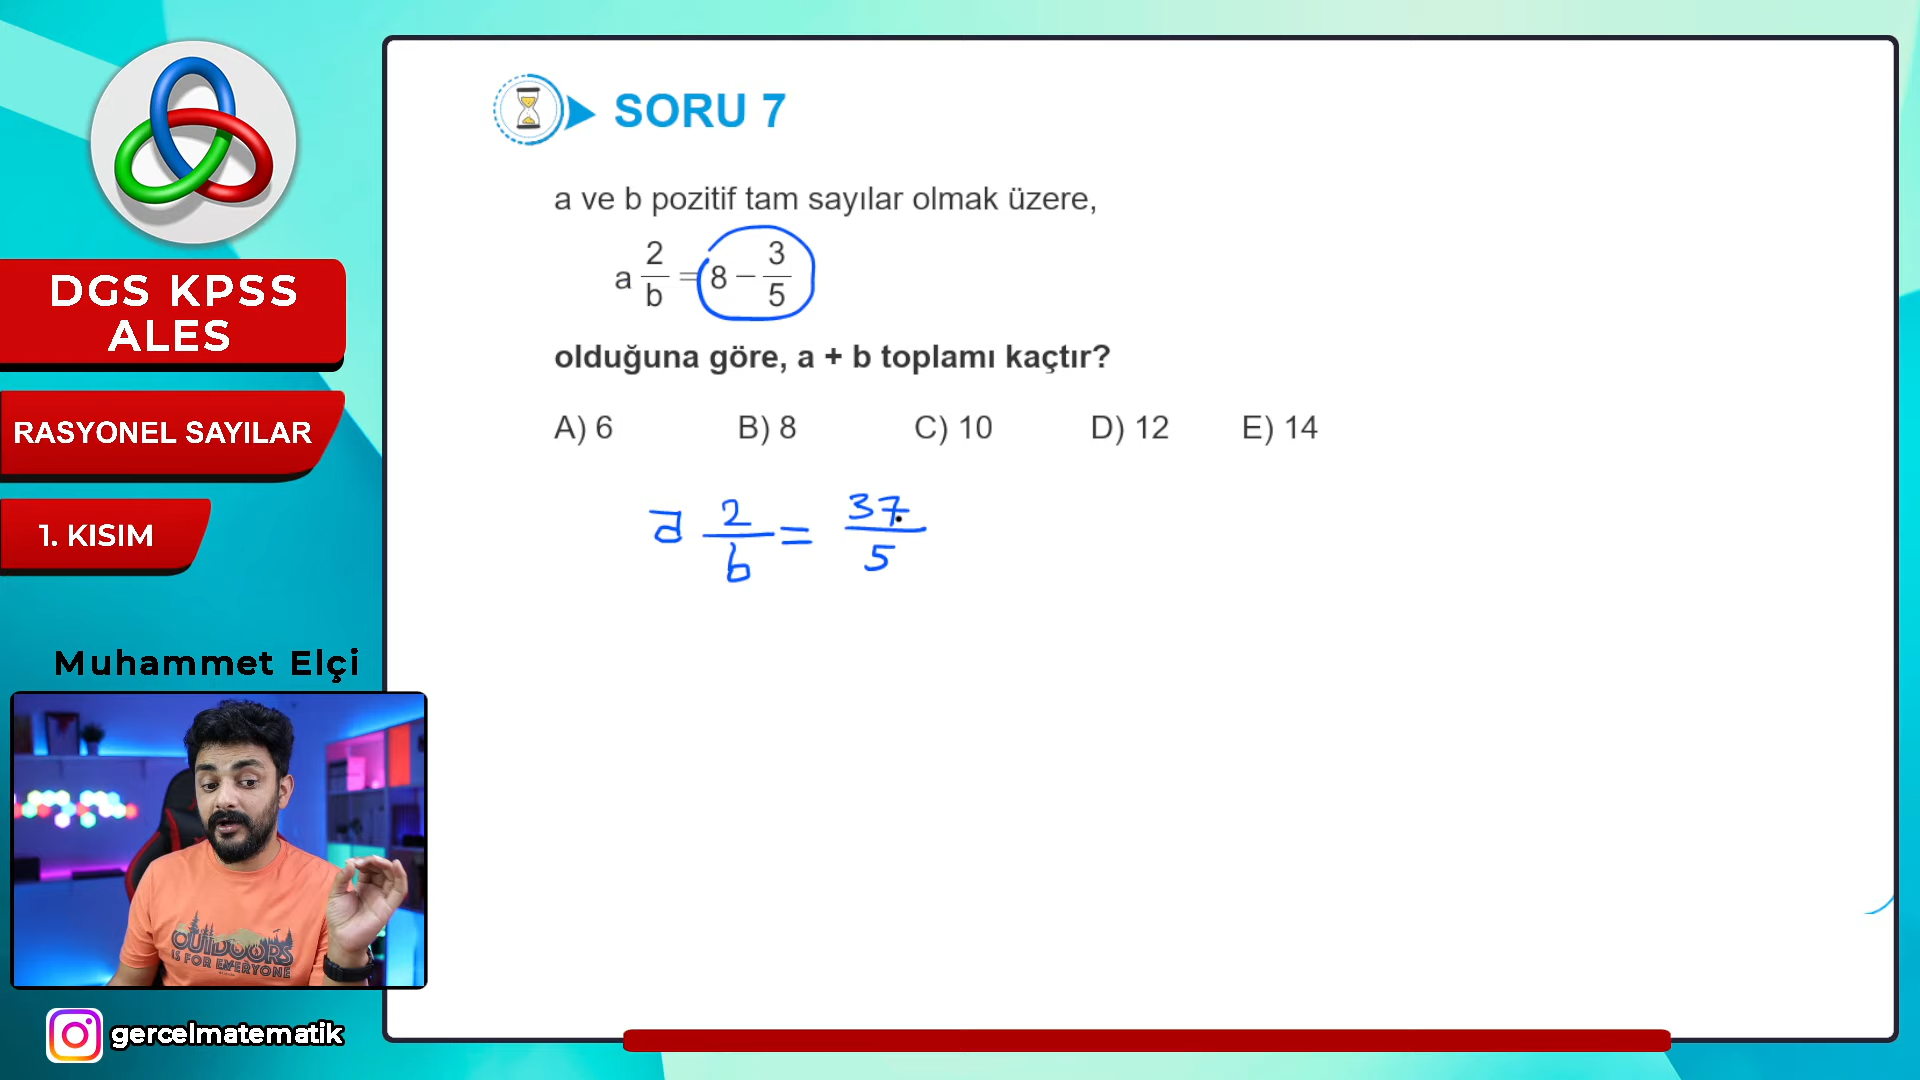 DGS KPSS
ALES
RASYONEL SAYILAR
1. KISIM
Muhammet Elçi
OUTDOORS
IS FOR EVERYONE
gercelmatematik
SORU 7
a ve b pozitif tam sayılar olmak üzere,
a 2/b = 8 − 3/5
olduğuna göre, a + b toplamı kaçtır?
A) 6 B) 8 C) 10 D) 12 E) 14
a 2/b = 37/5